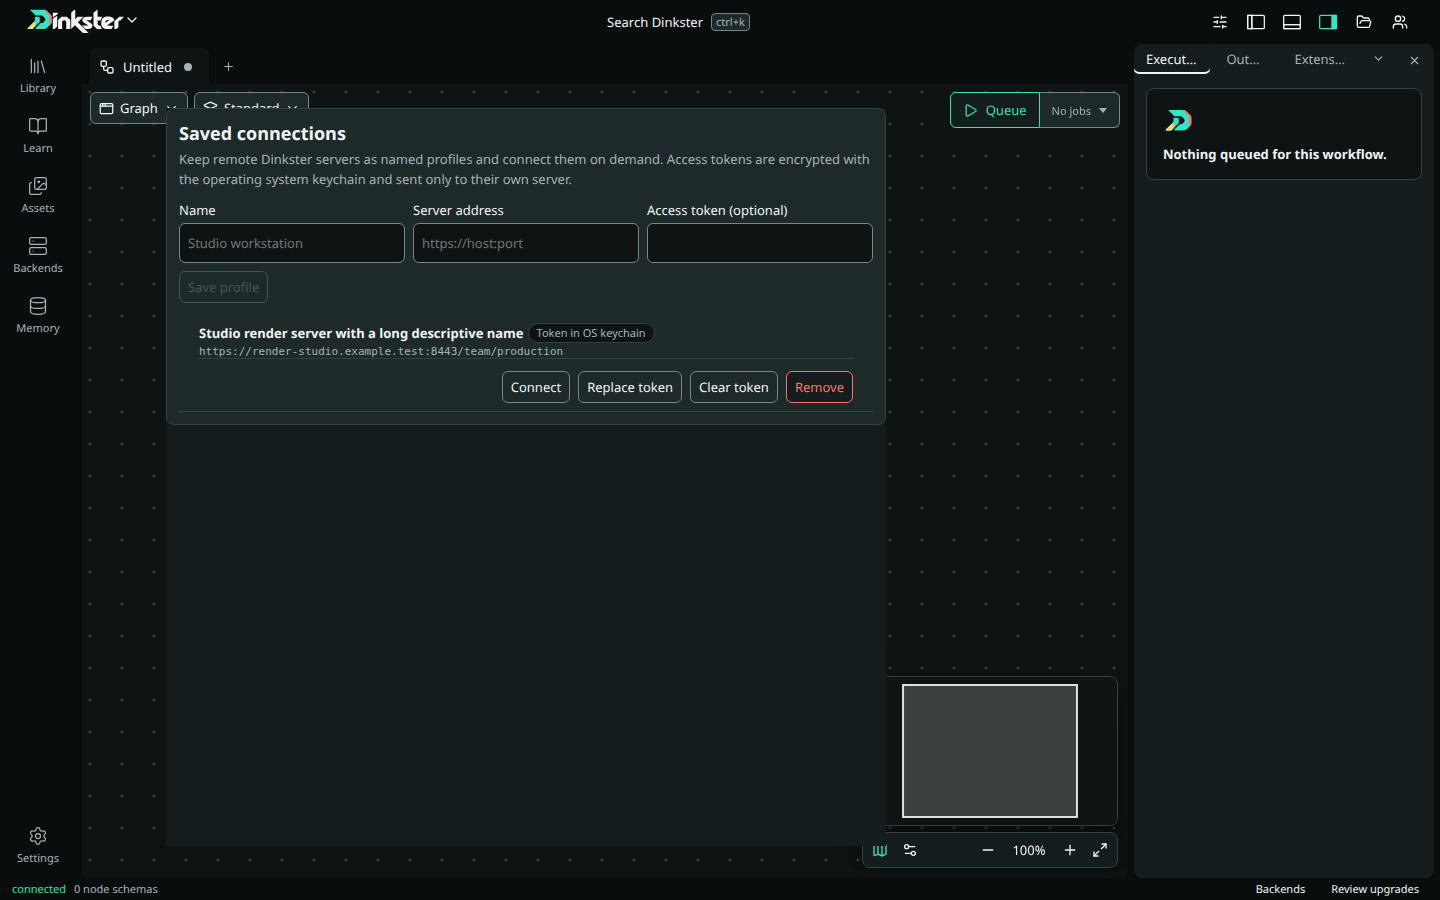 Dinkster
Search Dinkster ctrl+k
Library
Learn
Assets
Backends
Memory
Settings
Untitled
Graph
Standard
Queue
No jobs
Saved connections
Keep remote Dinkster servers as named profiles and connect them on demand. Access tokens are encrypted with
the operating system keychain and sent only to their own server.
Name
Server address
Access token (optional)
Studio workstation
https://host:port
Save profile
Studio render server with a long descriptive name Token in OS keychain
https://render-studio.example.test:8443/team/production
Connect
Replace token
Clear token
Remove
100%
Execut...
Out...
Extens...
Nothing queued for this workflow.
connected 0 node schemas
Backends
Review upgrades